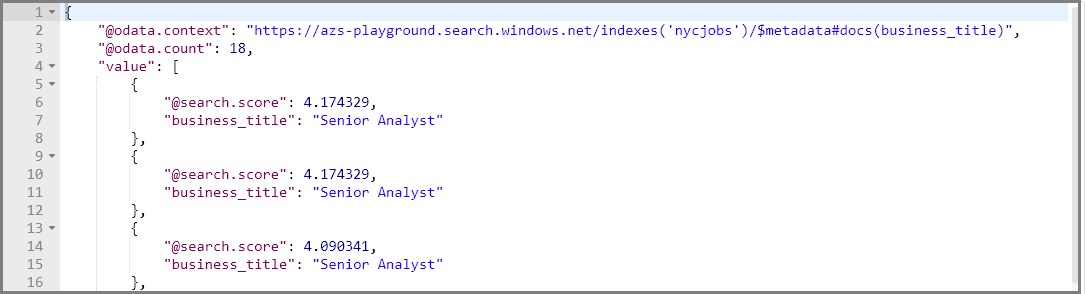 1 {
2 "@odata.context": "https://azs-playground.search.windows.net/indexes('nycjobs')/$metadata#docs(business_title)",
3 "@odata.count": 18,
4 "value": [
5 {
6 "@search.score": 4.174329,
7 "business_title": "Senior Analyst"
8 },
9 {
10 "@search.score": 4.174329,
11 "business_title": "Senior Analyst"
12 },
13 {
14 "@search.score": 4.090341,
15 "business_title": "Senior Analyst"
16 },